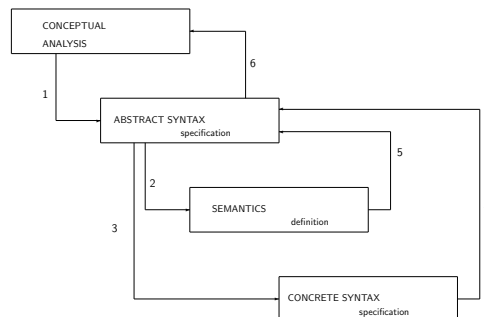 CONCEPTUAL
ANALYSIS
6
1
ABSTRACT SYNTAX
specification
5
2
SEMANTICS
3
definition
CONCRETE SYNTAX
specification